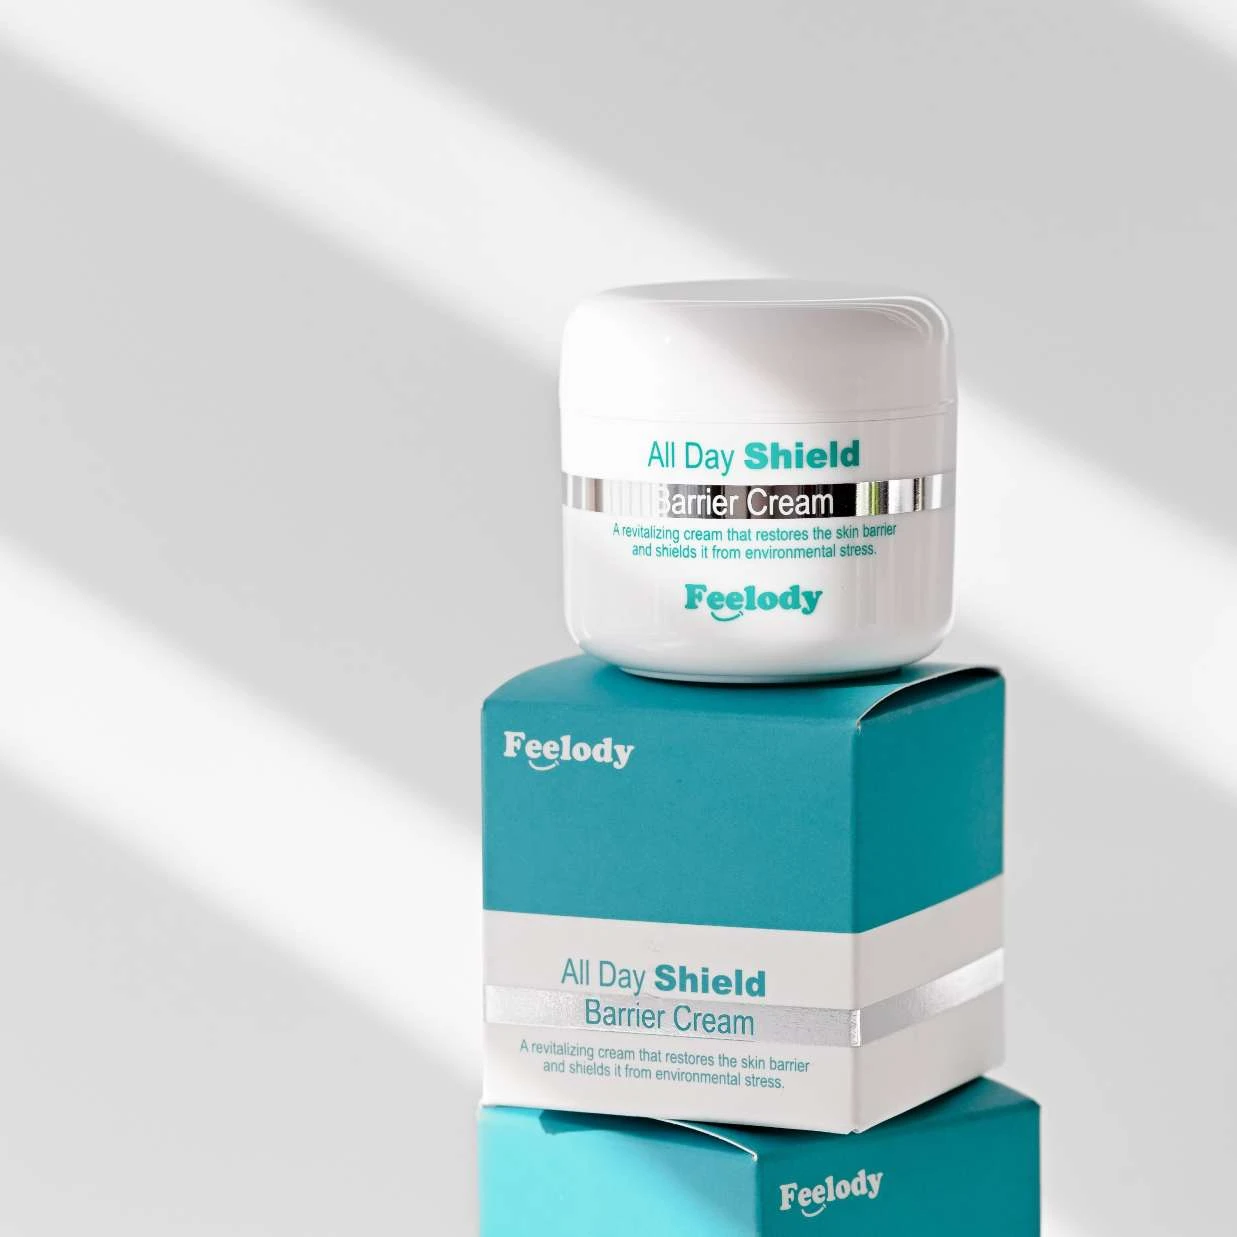 All Day Shield
Barrier Cream
A revitalizing cream that restores the skin barrier
and shields it from environmental stress.
Feelody
Feelody
All Day Shield
Barrier Cream
A revitalizing cream that restores the skin barrier
and shields it from environmental stress.
Feelody